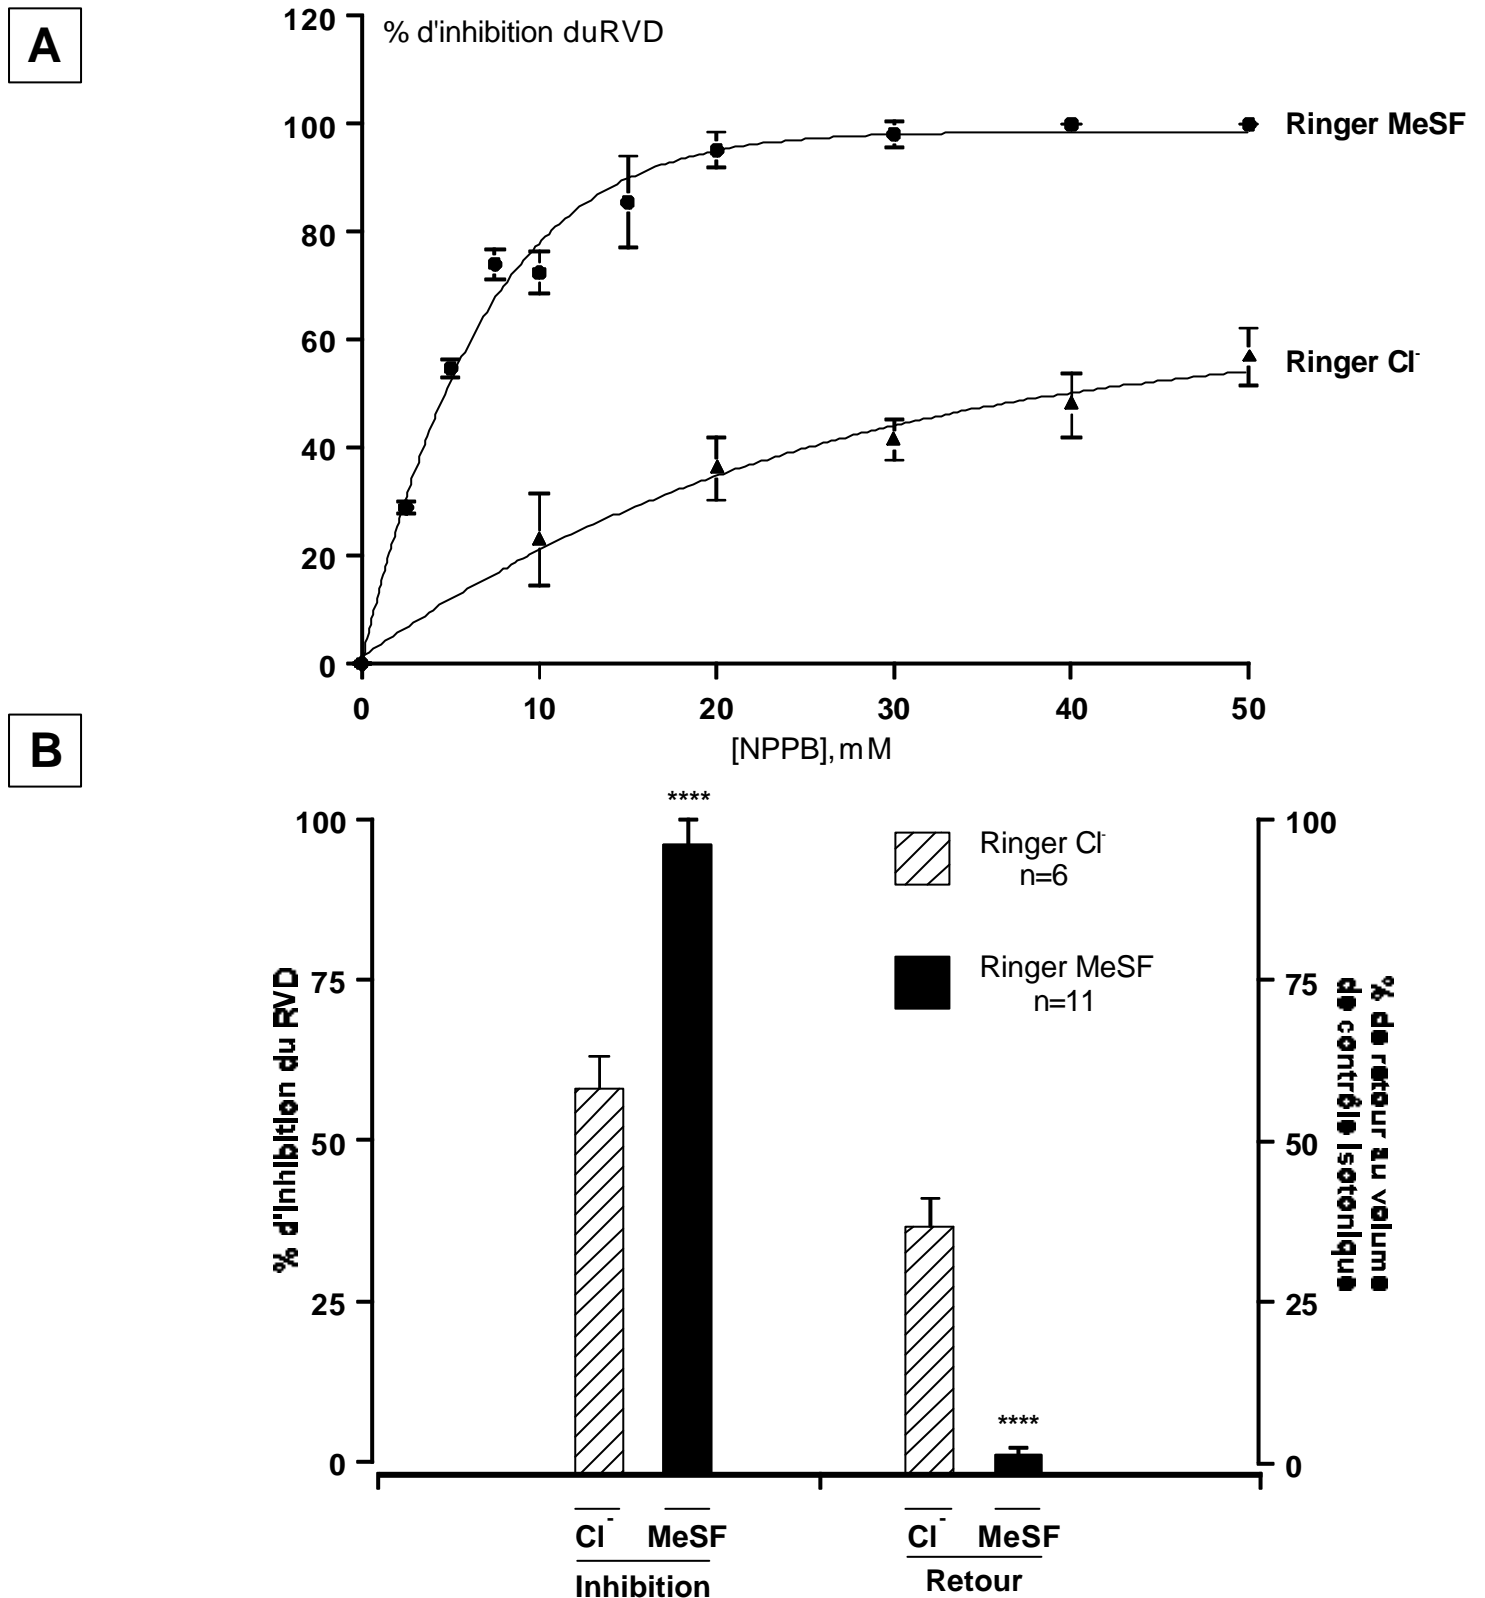 A
% d'inhibition duRVD
120
100
80
60
40
20
0
Ringer MeSF
Ringer Cl⁻
0 10 20 30 40 50
[NPPB], mM
B
% d'inhibition du RVD
100
75
50
25
0
****
Ringer Cl⁻
n=6
Ringer MeSF
n=11
****
100
75
50
25
0
% de retour au volume
de contrôle isotonique
Cl⁻ MeSF Cl⁻ MeSF
Inhibition Retour